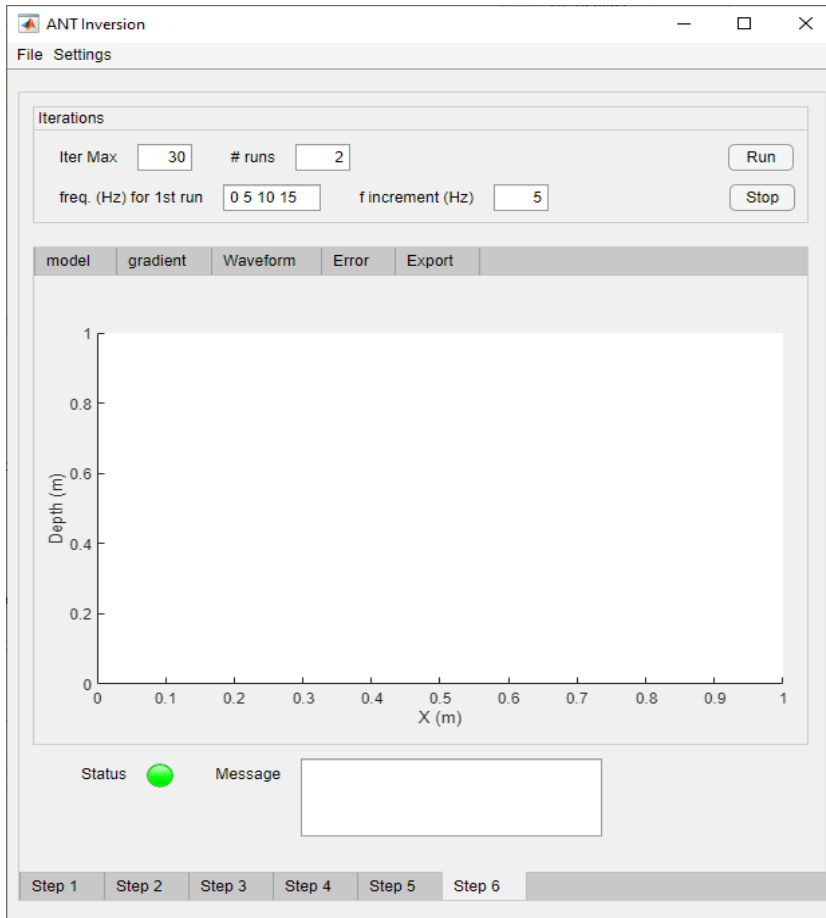 ANT Inversion
File Settings
Iterations
Iter Max 30 # runs 2 Run
freq. (Hz) for 1st run 0 5 10 15 f increment (Hz) 5 Stop
model gradient Waveform Error Export
1
0.8
0.6
0.4
0.2
0
Depth (m)
0 0.1 0.2 0.3 0.4 0.5 0.6 0.7 0.8 0.9 1
X (m)
Status Message
Step 1 Step 2 Step 3 Step 4 Step 5 Step 6